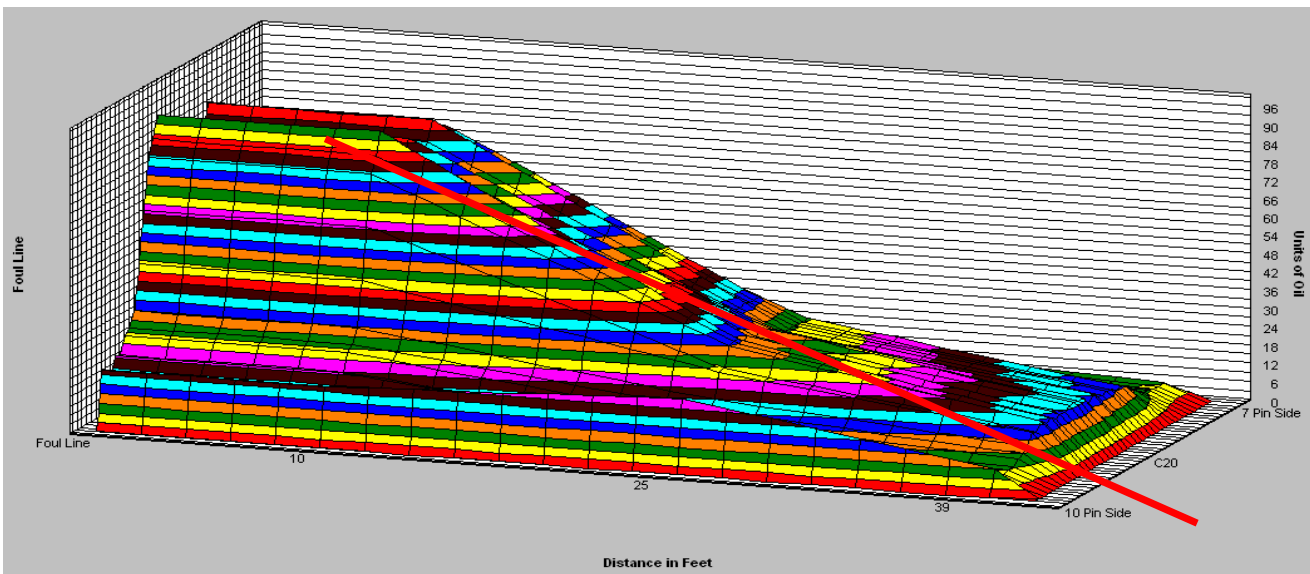 96
90
84
78
72
66
60
54
48
42
36
30
24
18
12
6
0
Units of Oil
Foul Line
7 Pin Side
C20
10 Pin Side
Foul Line
10
25
39
Distance in Feet